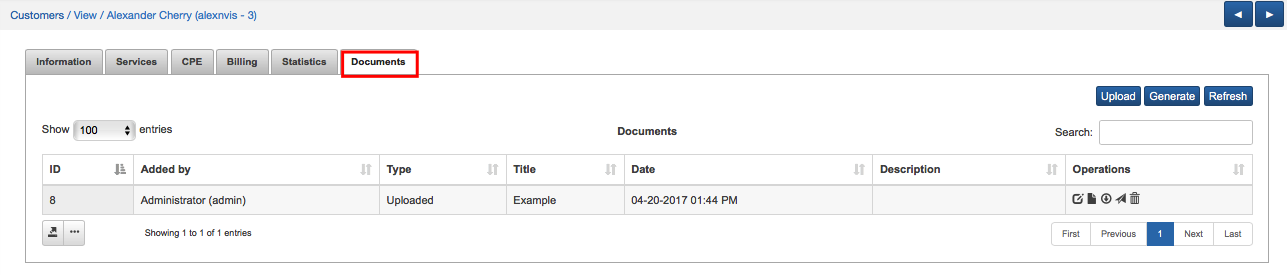 Customers / View / Alexander Cherry (alexnvis - 3)
Information Services CPE Billing Statistics Documents
Upload Generate Refresh
Show 100 entries Documents Search:
ID Added by Type Title Date Description Operations
8 Administrator (admin) Uploaded Example 04-20-2017 01:44 PM
Showing 1 to 1 of 1 entries First Previous 1 Next Last